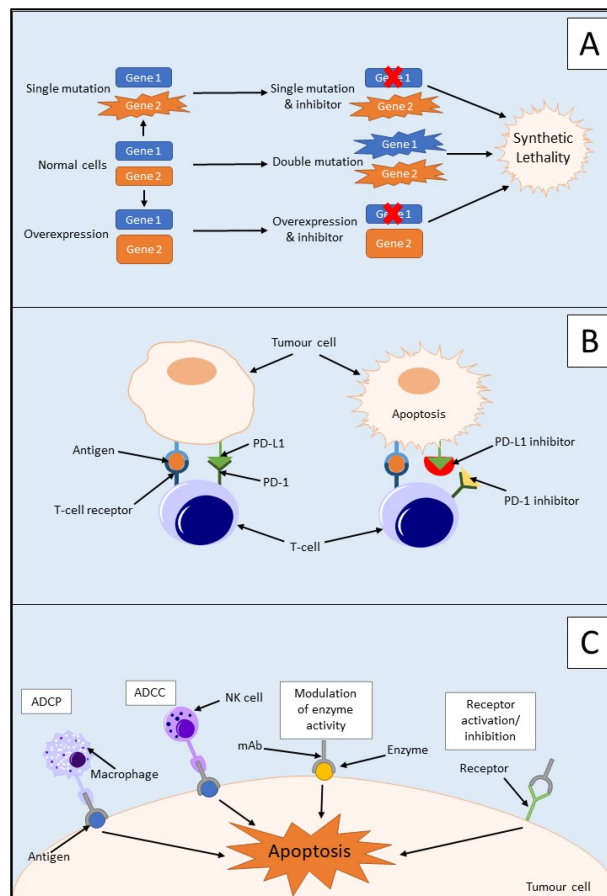 A
Gene 1
Single mutation
Gene 2
Gene 1
Single mutation
& inhibitor
Gene 2
Normal cells
Gene 1
Gene 2
Gene 1
Double mutation
Gene 2
Synthetic
Lethality
Gene 1
Overexpression
Gene 2
Gene 1
Overexpression
& inhibitor
Gene 2
B
Tumour cell
Apoptosis
Antigen
PD-L1
PD-L1 inhibitor
PD-1
T-cell receptor
PD-1 inhibitor
T-cell
C
ADCP
ADCC
NK cell
Modulation
of enzyme
activity
Receptor
activation/
inhibition
mAb
Enzyme
Macrophage
Receptor
Antigen
Apoptosis
Tumour cell